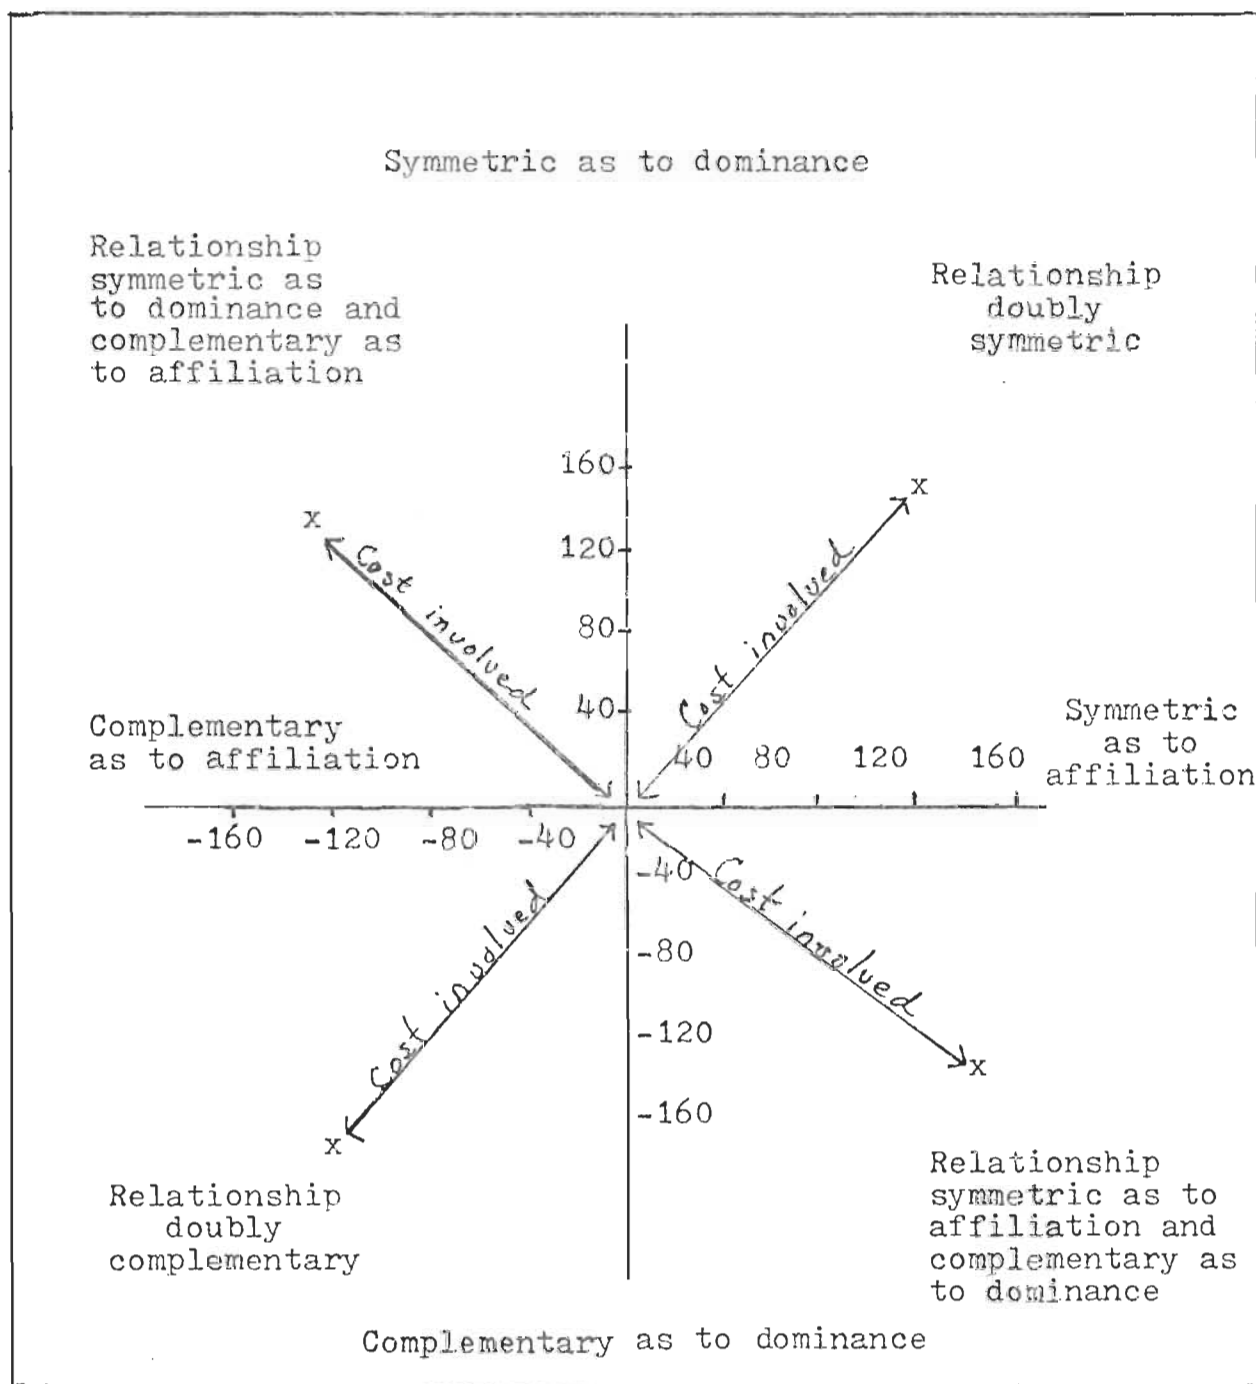 Symmetric as to dominance
Relationship
symmetric as
to dominance and
complementary as
to affiliation
Relationship
doubly
symmetric
160
120
80
40
x
Cost involved
x
Cost involved
Complementary
as to affiliation
Symmetric
as to
affiliation
40 80 120 160
-160 -120 -80 -40
-40
-80
-120
-160
Cost involved
x
Cost involved
x
Relationship
doubly
complementary
Relationship
symmetric as to
affiliation and
complementary as
to dominance
Complementary as to dominance